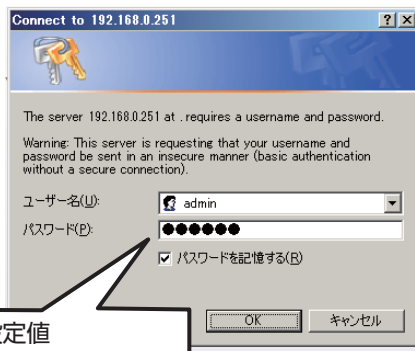 Connect to 192.168.0.251
The server 192.168.0.251 at . requires a username and password.
Warning: This server is requesting that your username and
password be sent in an insecure manner (basic authentication
without a secure connection).
ユーザー名(U):
admin
パスワード(P):
●●●●●●
パスワードを記憶する(R)
OK
キャンセル
定値